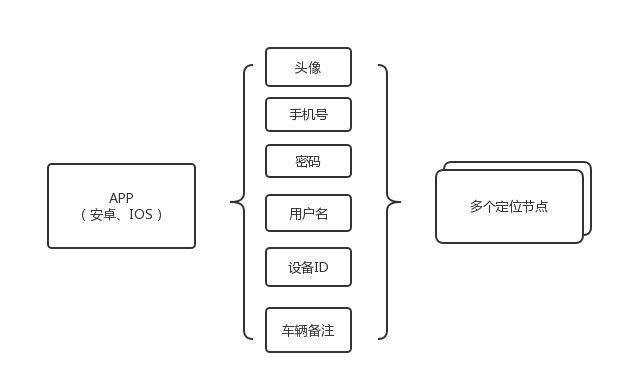 APP
（ 安卓、IOS ）
头像
手机号
密码
用户名
设备ID
车辆备注
多个定位节点